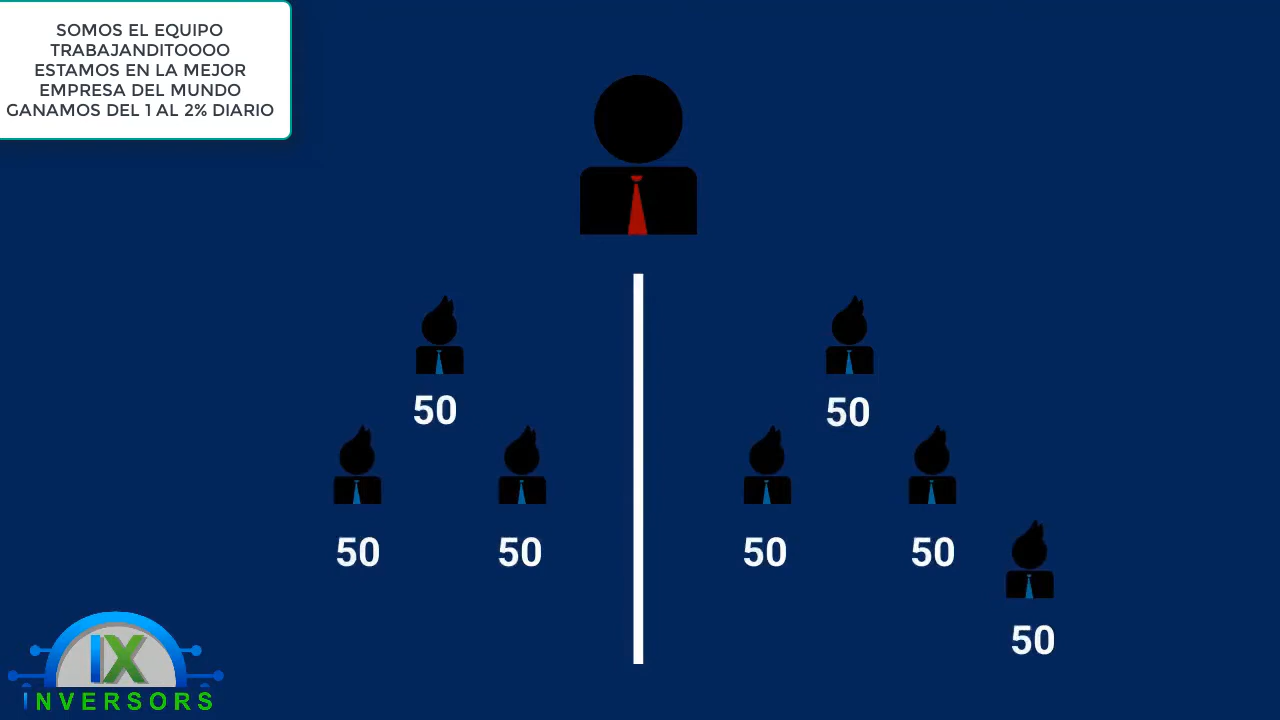 SOMOS EL EQUIPO
TRABAJANDITOOOO
ESTAMOS EN LA MEJOR
EMPRESA DEL MUNDO
GANAMOS DEL 1 AL 2% DIARIO
50
50
50
50
50
50
50
IX
INVERSORS